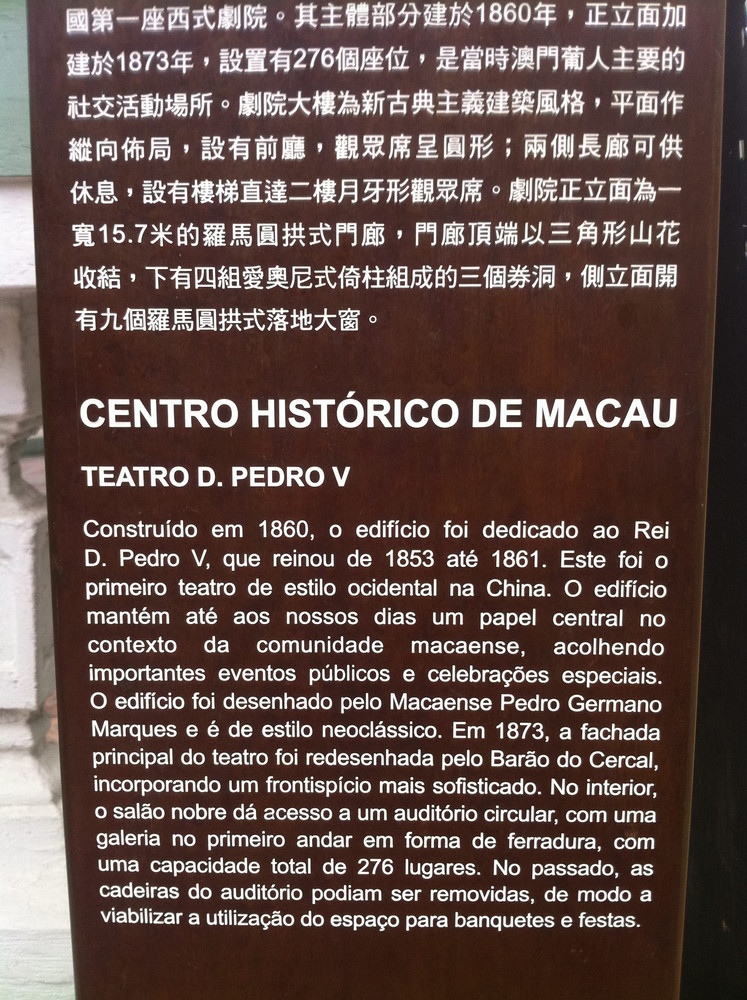 國第一座西式劇院。其主體部分建於1860年，正立面加
建於1873年，設置有276個座位，是當時澳門葡人主要的
社交活動場所。劇院大樓為新古典主義建築風格，平面作
縱向佈局，設有前廳，觀眾席呈圓形；兩側長廊可供
休息，設有樓梯直達二樓月牙形觀眾席。劇院正立面為一
寬15.7米的羅馬圓拱式門廊，門廊頂端以三角形山花
收結，下有四組愛奧尼式倚柱組成的三個券洞，側立面開
有九個羅馬圓拱式落地大窗。
CENTRO HISTÓRICO DE MACAU
TEATRO D. PEDRO V
Construído em 1860, o edifício foi dedicado ao Rei
D. Pedro V, que reinou de 1853 até 1861. Este foi o
primeiro teatro de estilo ocidental na China. O edifício
mantém até aos nossos dias um papel central no
contexto da comunidade macaense, acolhendo
importantes eventos públicos e celebrações especiais.
O edifício foi desenhado pelo Macaense Pedro Germano
Marques e é de estilo neoclássico. Em 1873, a fachada
principal do teatro foi redesenhada pelo Barão do Cercal,
incorporando um frontispício mais sofisticado. No interior,
o salão nobre dá acesso a um auditório circular, com uma
galeria no primeiro andar em forma de ferradura, com
uma capacidade total de 276 lugares. No passado, as
cadeiras do auditório podiam ser removidas, de modo a
viabilizar a utilização do espaço para banquetes e festas.